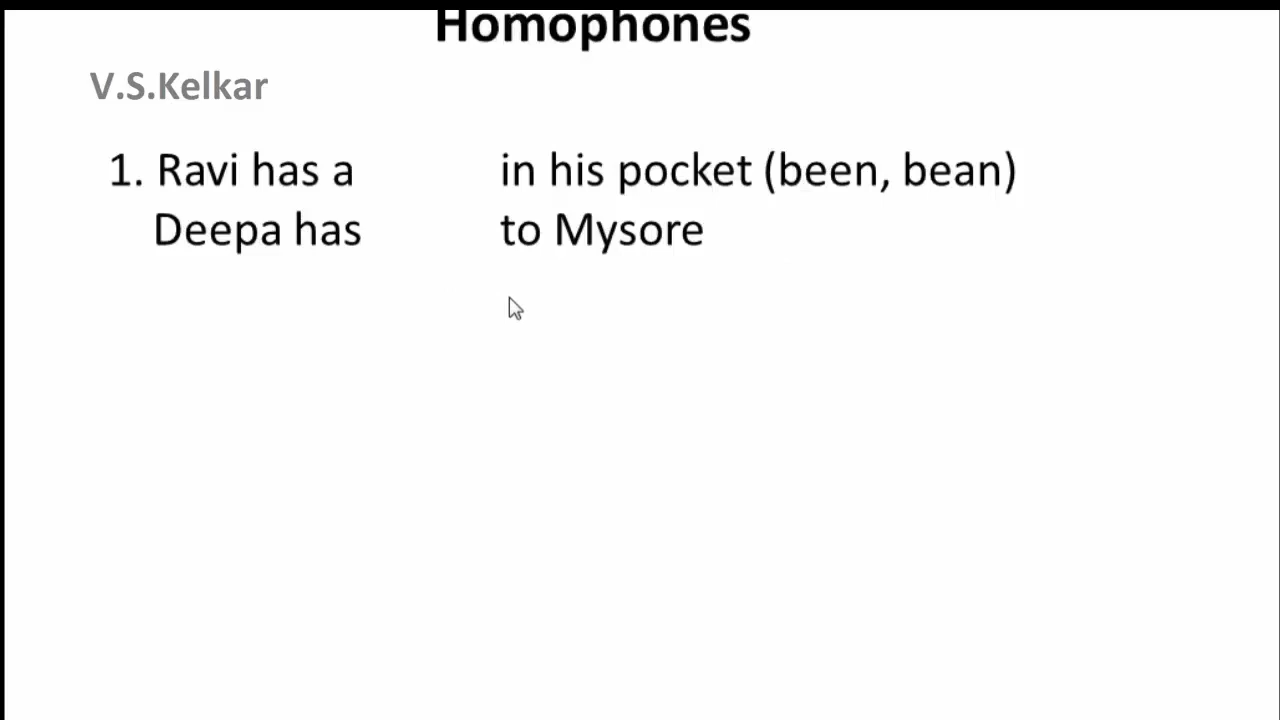 Homophones
V.S.Kelkar
1. Ravi has a in his pocket (been, bean)
Deepa has to Mysore